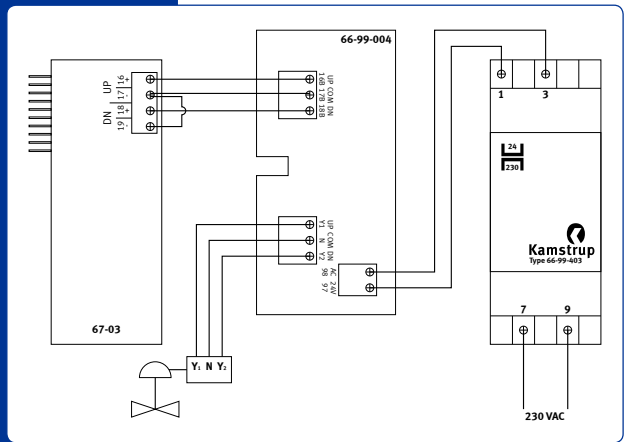 66-99-004
UP
DN
16 +
17 -
18 +
19 -
67-03
UP COM DN
16B 17B 18B
UP COM DN
Y1 N Y2
AC 24V
98 97
Y1 N Y2
1 3
24
230
Kamstrup
Type 66-99-403
7 9
230 VAC